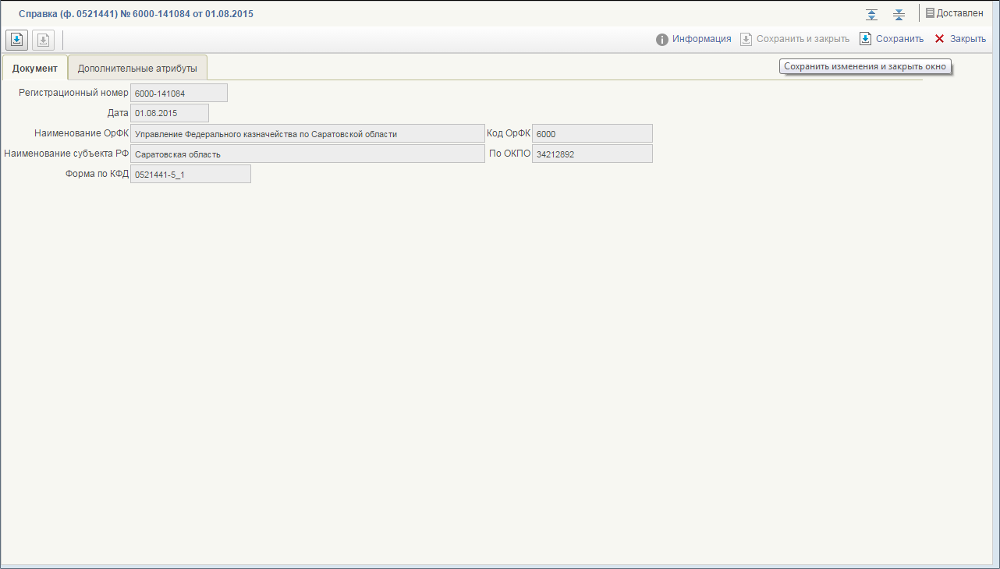 Справка (ф. 0521441) № 6000-141084 от 01.08.2015
Доставлен
Информация
Сохранить и закрыть
Сохранить
Закрыть
Документ
Дополнительные атрибуты
Сохранить изменения и закрыть окно
Регистрационный номер 6000-141084
Дата 01.08.2015
Наименование ОрФК Управление Федерального казначейства по Саратовской области Код ОрФК 6000
Наименование субъекта РФ Саратовская область По ОКПО 34212892
Форма по КФД 0521441-5_1